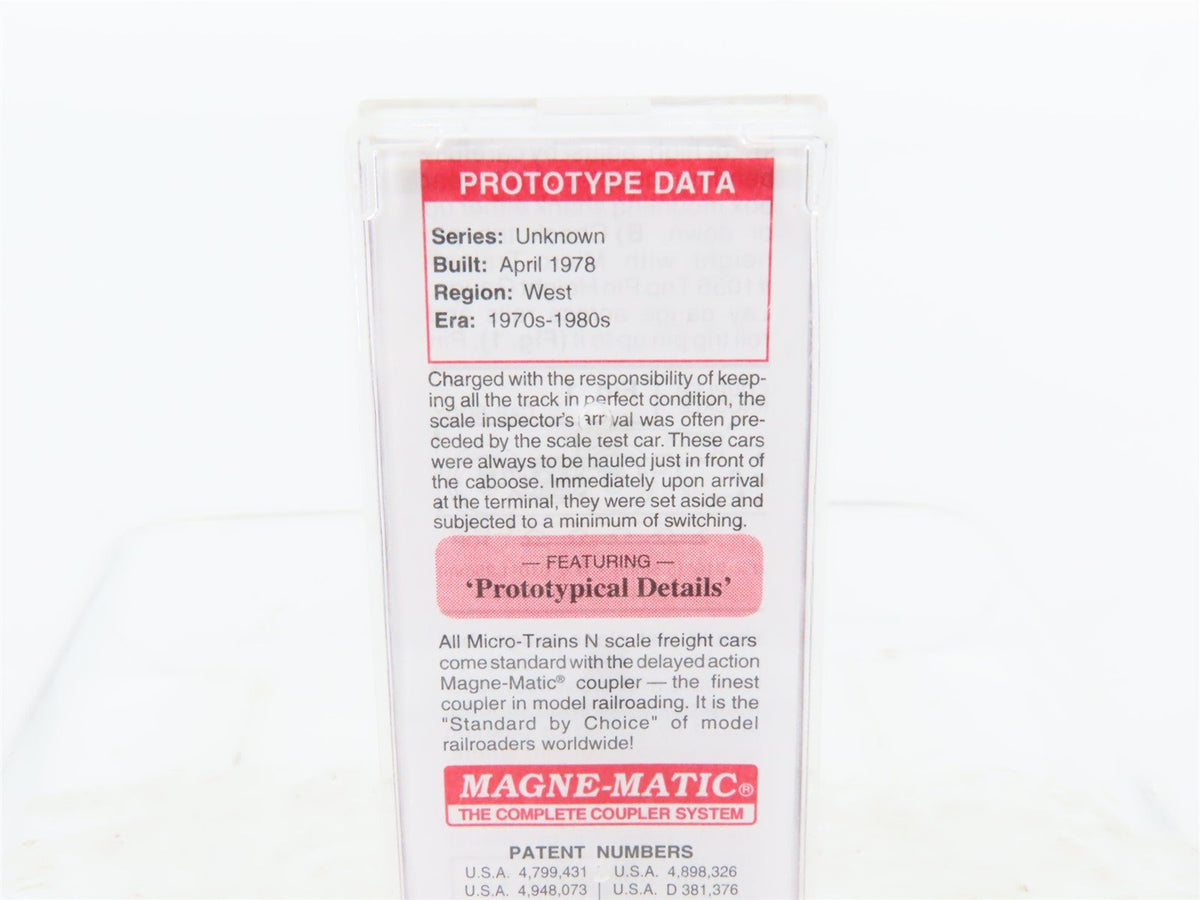 PROTOTYPE DATA
Series: Unknown
Built: April 1978
Region: West
Era: 1970s-1980s
Charged with the responsibility of keep-
ing all the track in perfect condition, the
scale inspector's arrival was often pre-
ceded by the scale test car. These cars
were always to be hauled just in front of
the caboose. Immediately upon arrival
at the terminal, they were set aside and
subjected to a minimum of switching.
— FEATURING —
'Prototypical Details'
All Micro-Trains N scale freight cars
come standard with the delayed action
Magne-Matic® coupler — the finest
coupler in model railroading. It is the
"Standard by Choice" of model
railroaders worldwide!
MAGNE-MATIC®
THE COMPLETE COUPLER SYSTEM
PATENT NUMBERS
U.S.A. 4,799,431 | U.S.A. 4,898,326
U.S.A. 4,948,073 | U.S.A. D 381,376